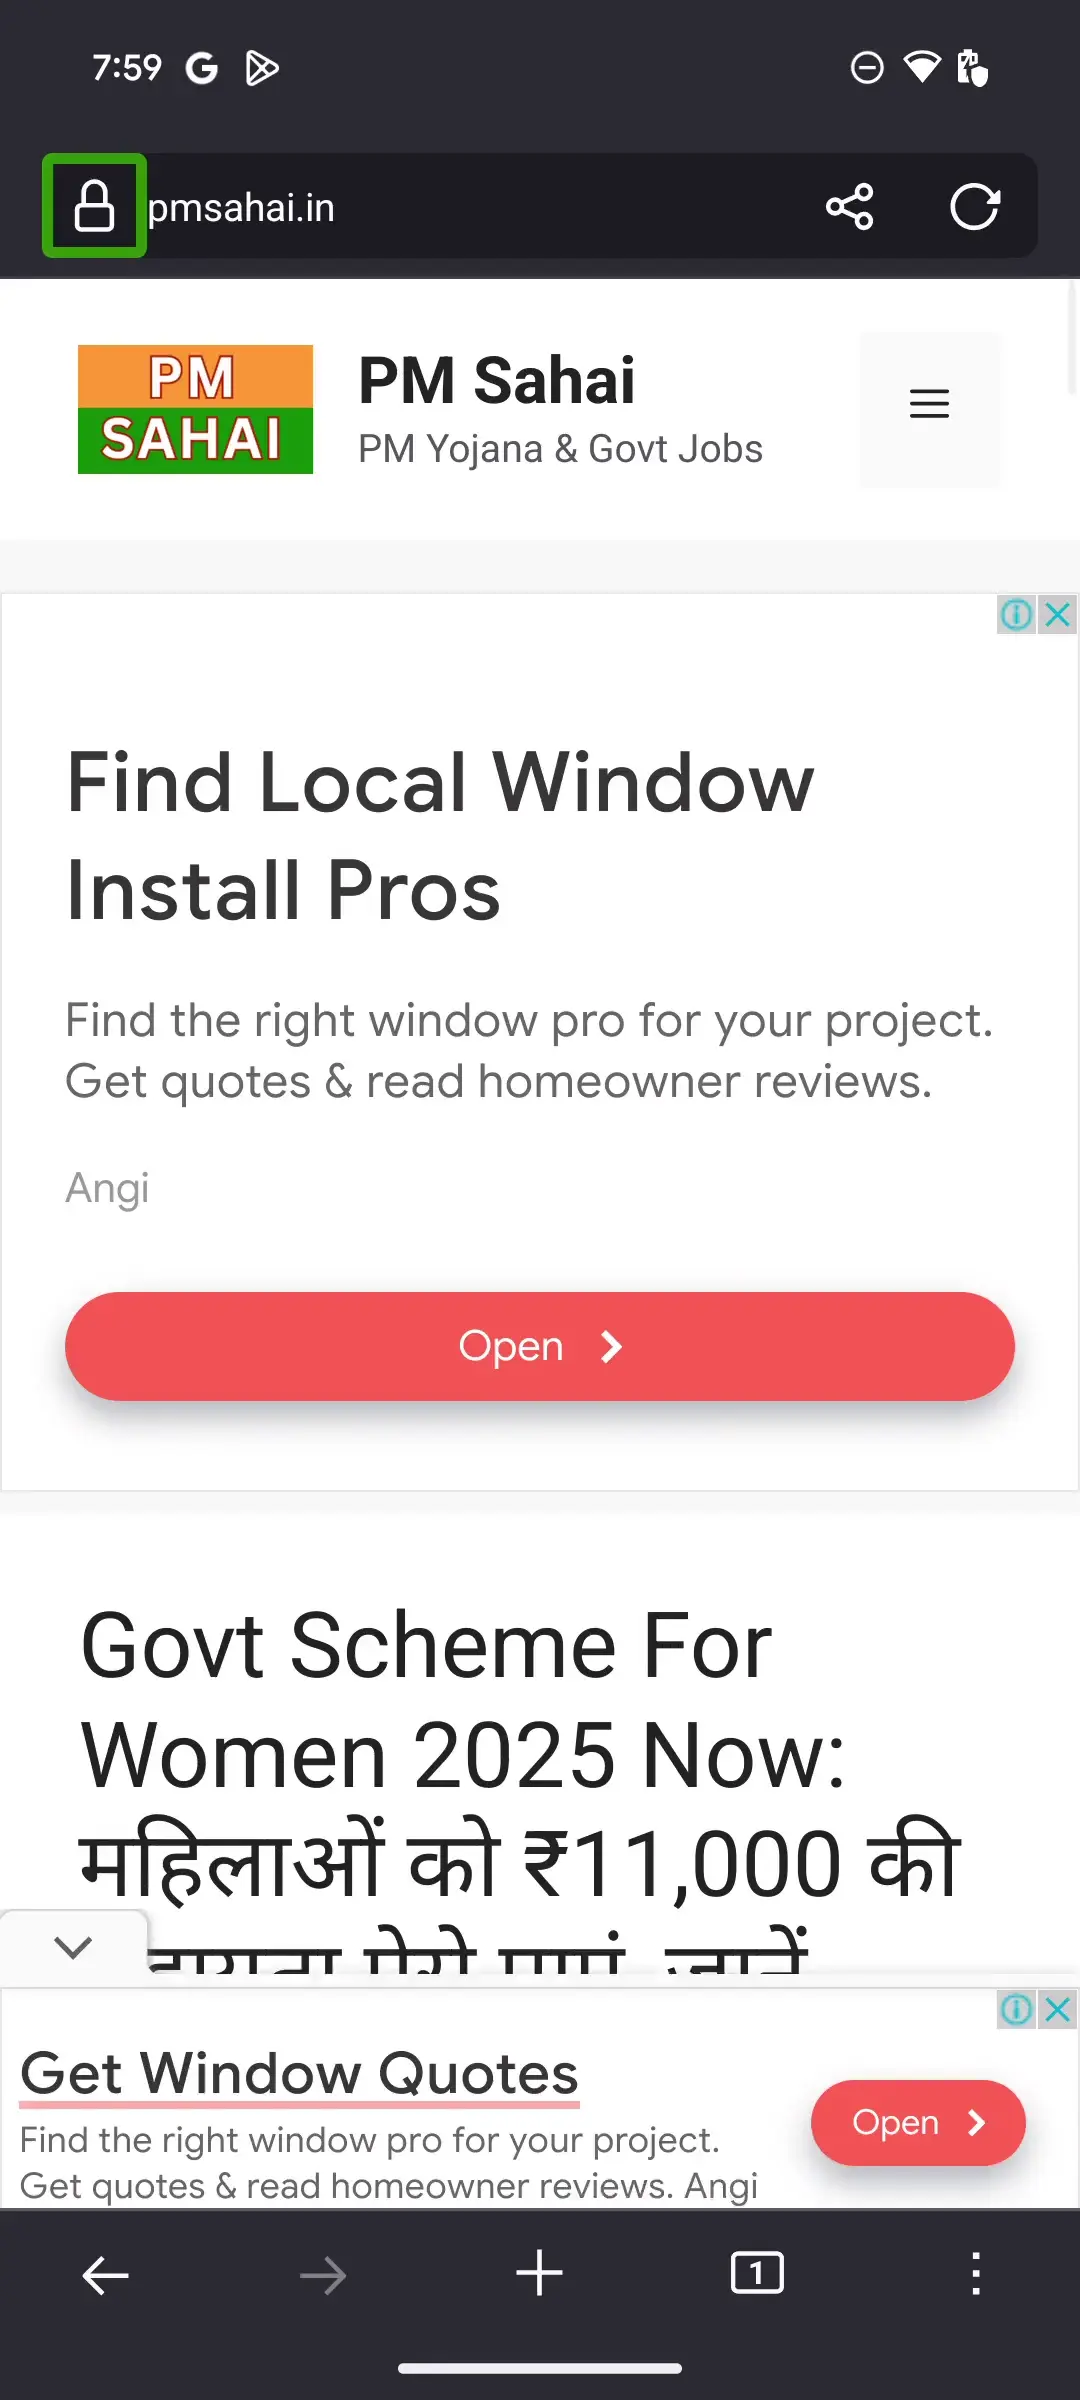 7:59
pmsahai.in
PM
SAHAI
PM Sahai
PM Yojana & Govt Jobs
Find Local Window
Install Pros
Find the right window pro for your project.
Get quotes & read homeowner reviews.
Angi
Open
Govt Scheme For
Women 2025 Now:
महिलाओं को ₹11,000 की
Get Window Quotes
Find the right window pro for your project.
Get quotes & read homeowner reviews. Angi
Open
1